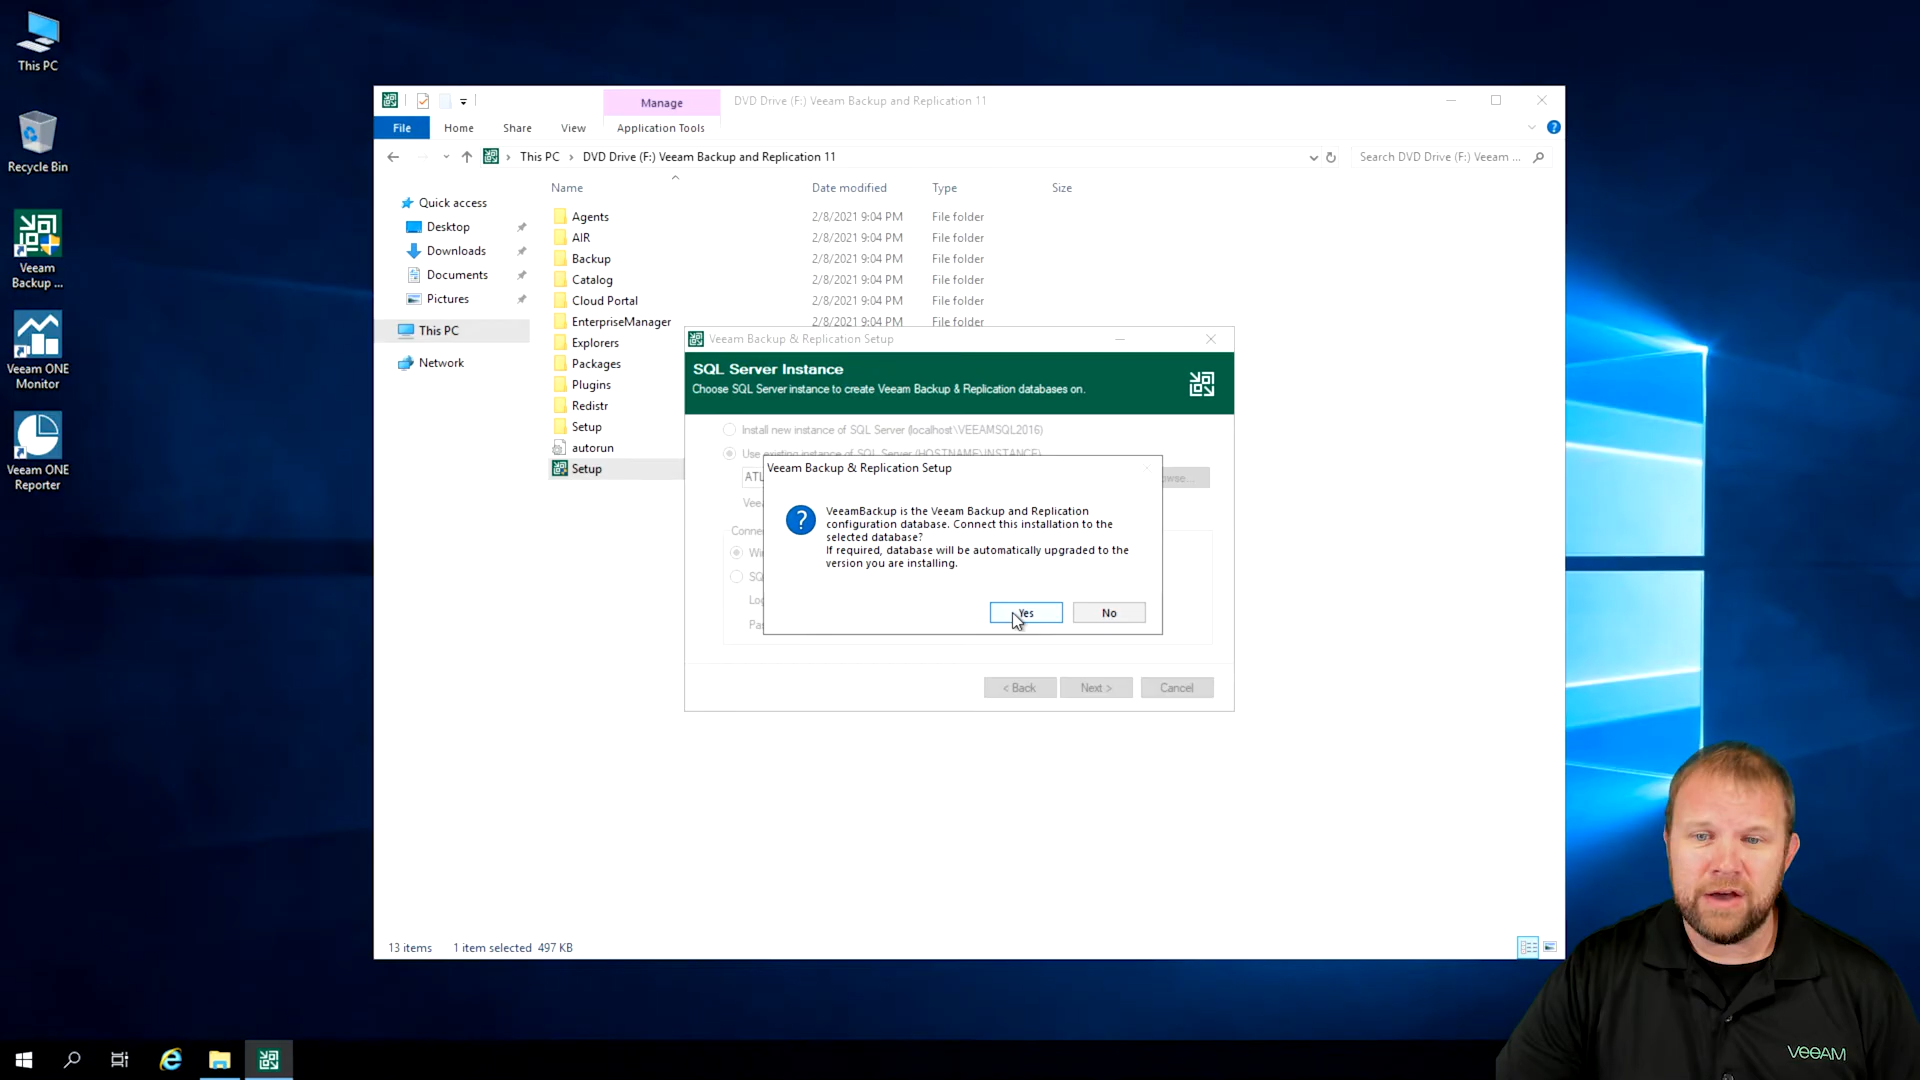 This PC
Recycle Bin
Veeam
Backup ...
Veeam ONE
Monitor
Veeam ONE
Reporter
Manage
DVD Drive (F:) Veeam Backup and Replication 11
File
Home
Share
View
Application Tools
This PC
DVD Drive (F:) Veeam Backup and Replication 11
Search DVD Drive (F:) Veeam ...
Quick access
Desktop
Downloads
Documents
Pictures
This PC
Network
Name
Date modified
Type
Size
Agents 2/8/2021 9:04 PM File folder
AIR 2/8/2021 9:04 PM File folder
Backup 2/8/2021 9:04 PM File folder
Catalog 2/8/2021 9:04 PM File folder
Cloud Portal 2/8/2021 9:04 PM File folder
EnterpriseManager 2/8/2021 9:04 PM File folder
Explorers
Packages
Plugins
Redistr
Setup
autorun
Setup
Veeam Backup & Replication Setup
SQL Server Instance
Choose SQL Server instance to create Veeam Backup & Replication databases on.
Install new instance of SQL Server (localhost\VEEAMSQL2016)
Use existing instance of SQL Server (HOSTNAME\INSTANCE)
Veeam Backup & Replication Setup
VeeamBackup is the Veeam Backup and Replication
configuration database. Connect this installation to the
selected database?
If required, database will be automatically upgraded to the
version you are installing.
Yes
No
< Back
Next >
Cancel
13 items
1 item selected 497 KB
veeAM